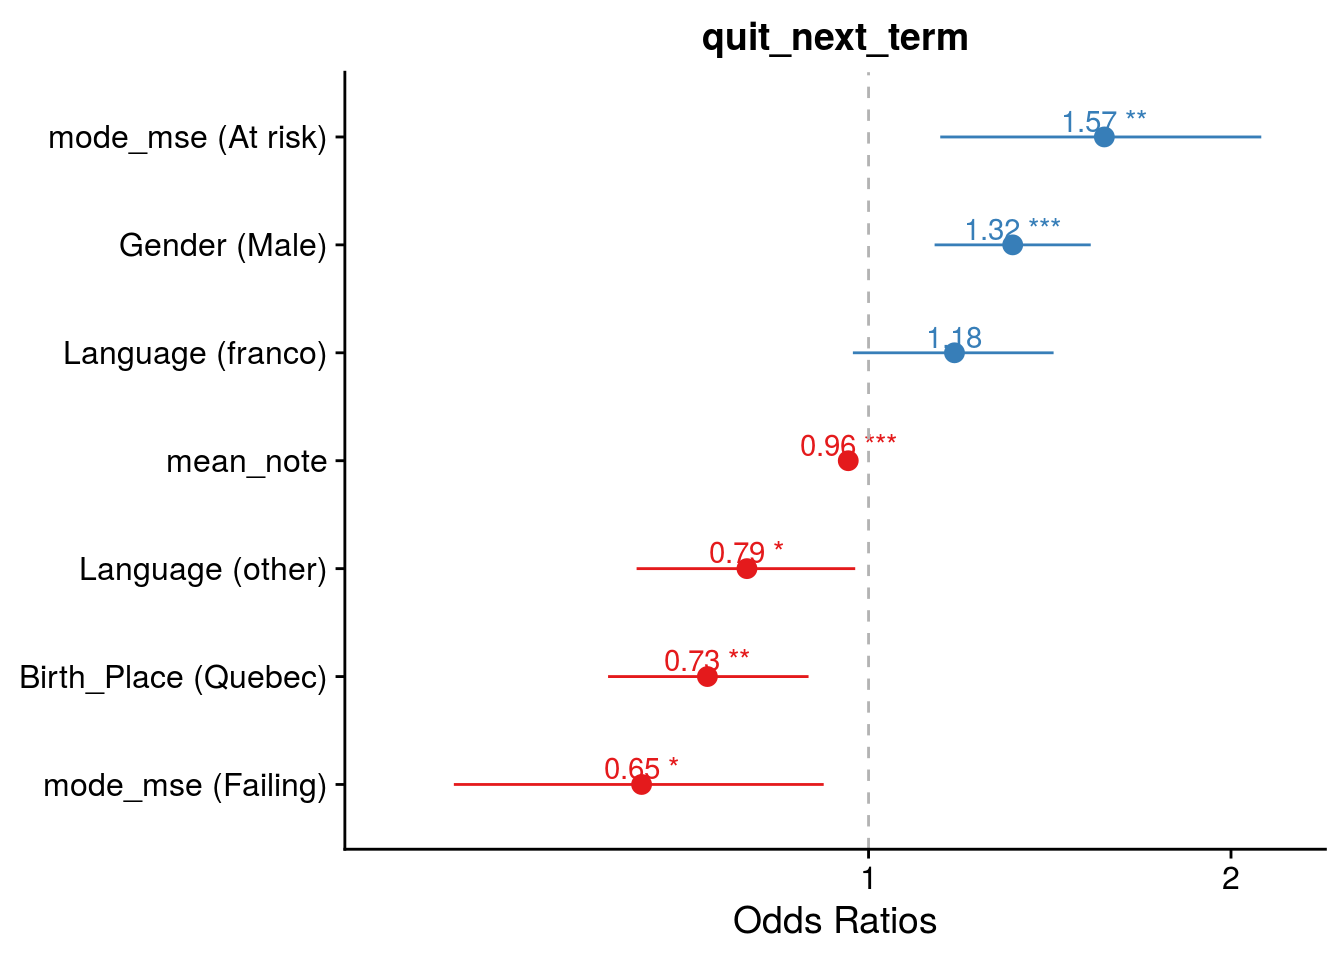 quit_next_term
mode_mse (At risk)
1.57 **
Gender (Male)
1.32 ***
Language (franco)
1.18
mean_note
0.96 ***
Language (other)
0.79 *
Birth_Place (Quebec)
0.73 **
mode_mse (Failing)
0.65 *
1
2
Odds Ratios